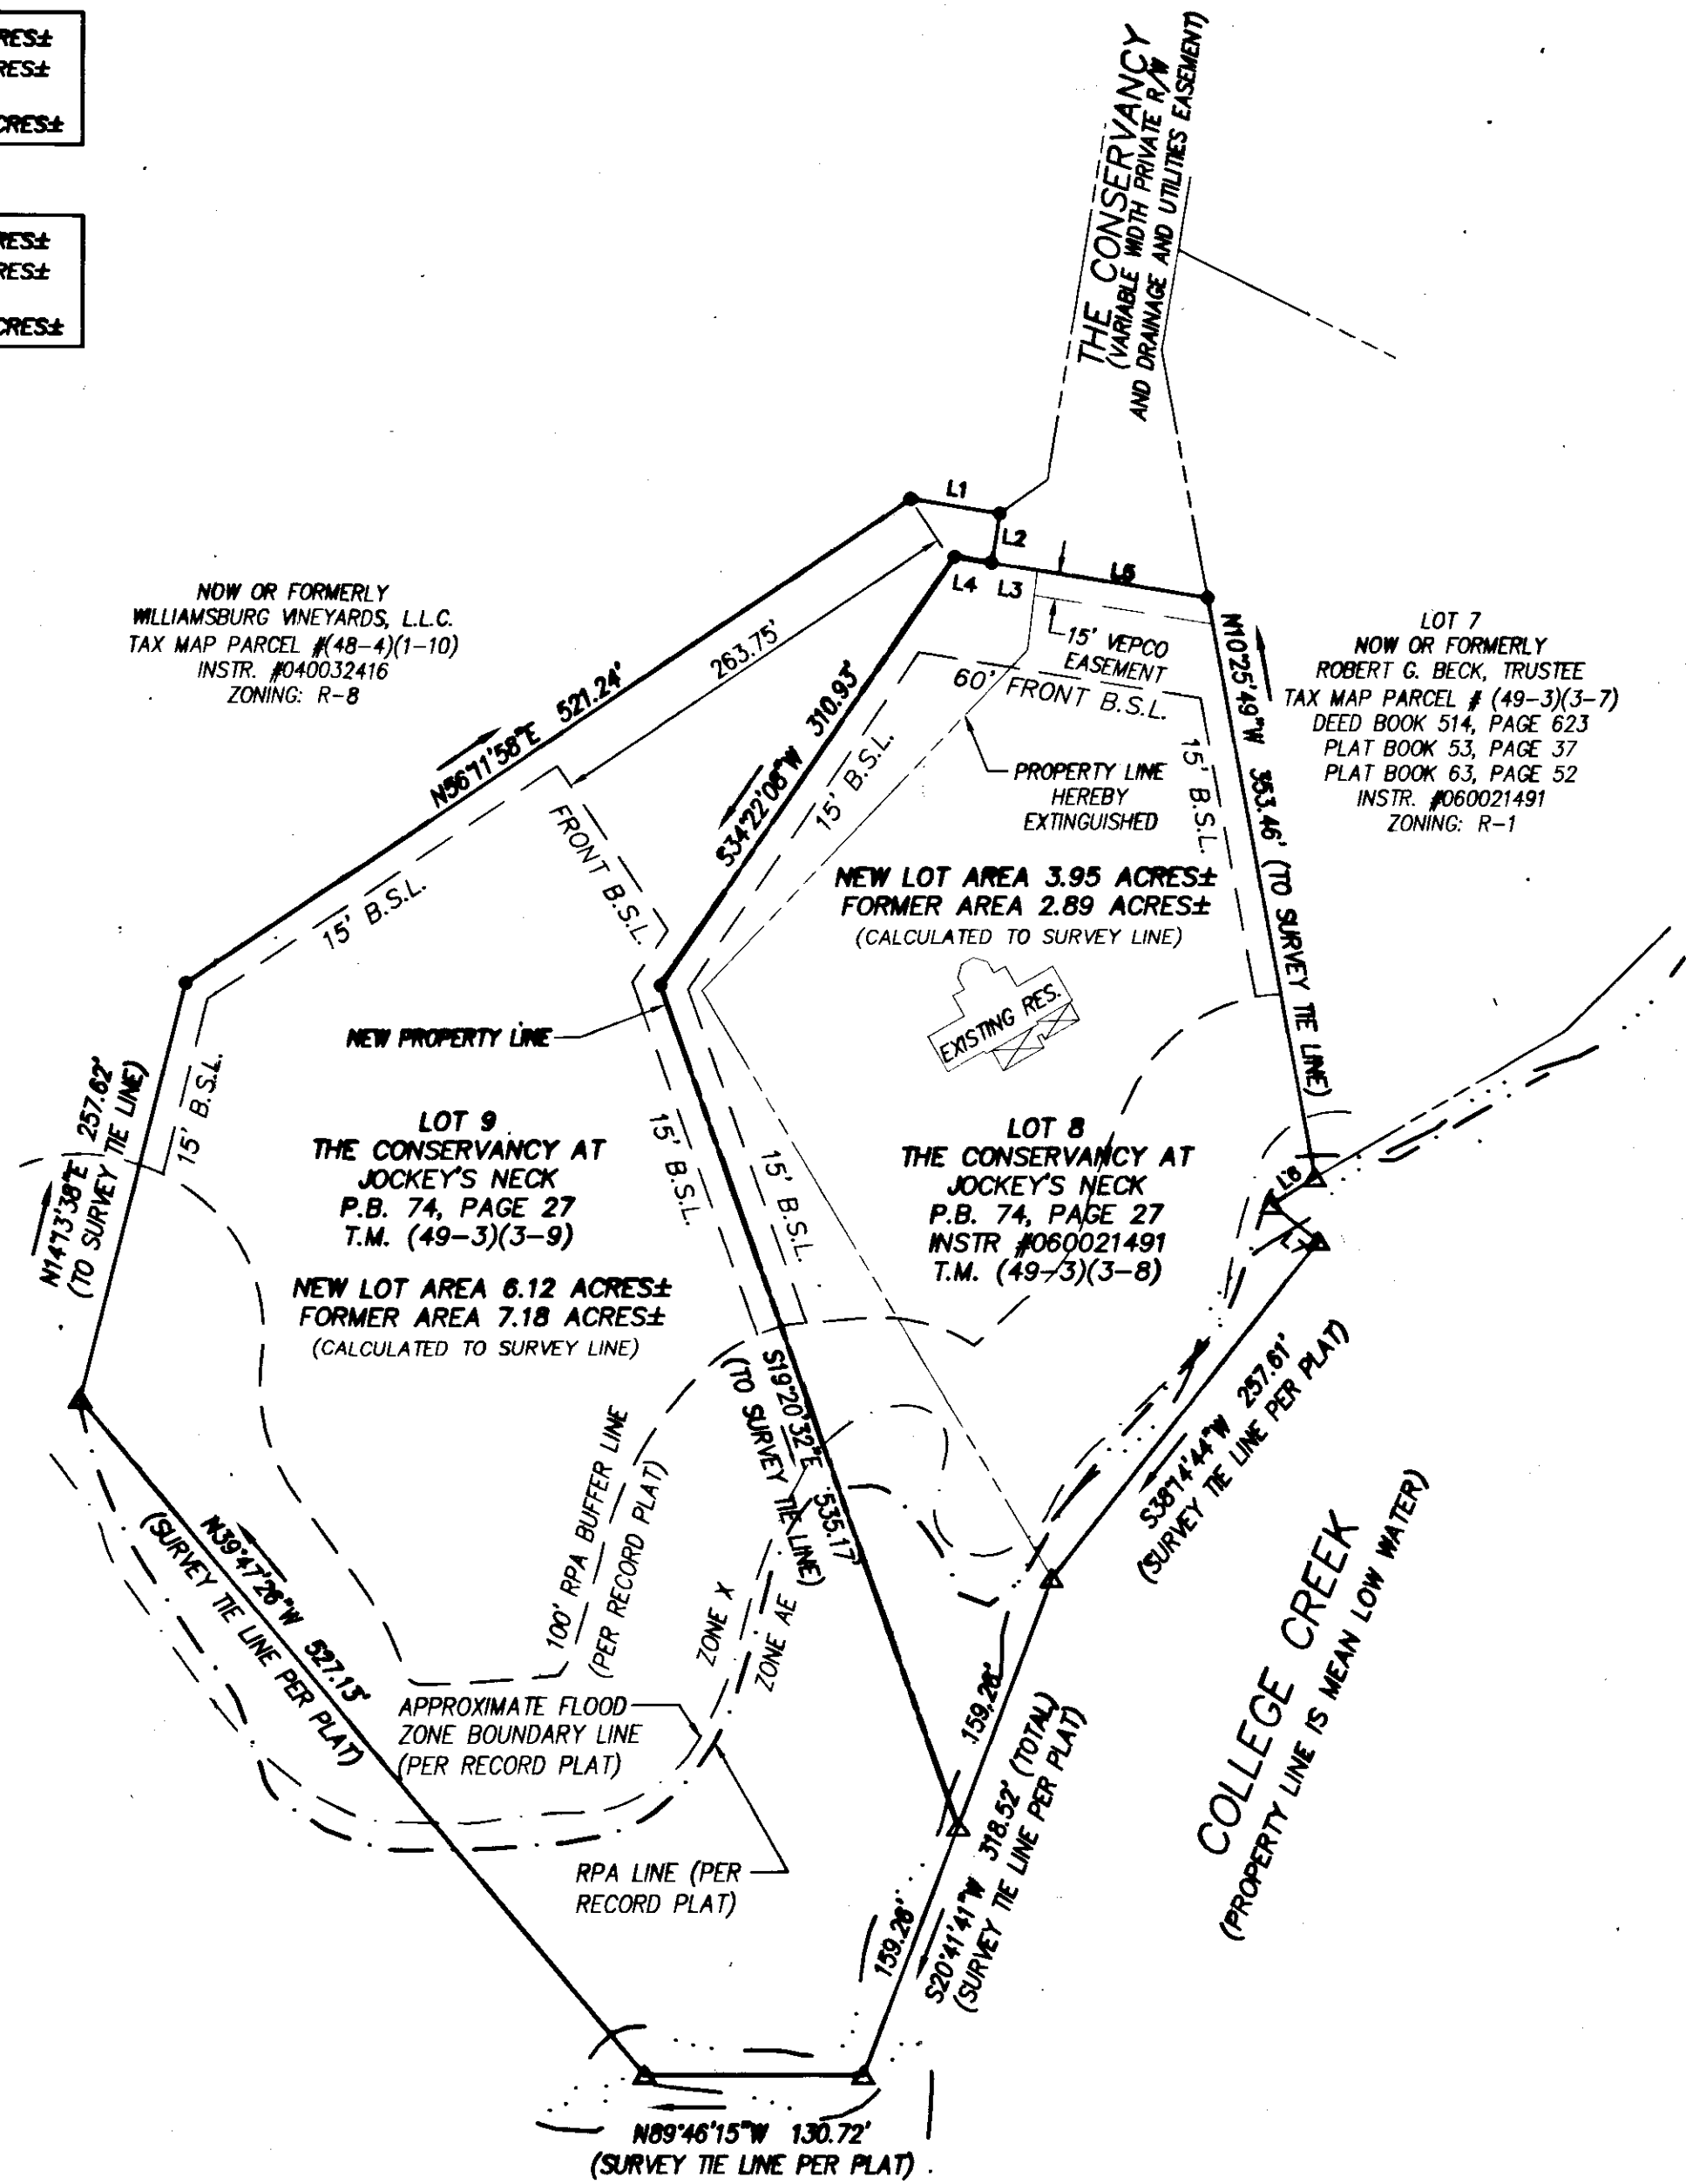 RES±
RES±
CRES±
RES±
RES±
CRES±
THE CONSERVANCY
(VARIABLE WIDTH PRIVATE R/W
AND DRAINAGE AND UTILITIES EASEMENT)
L1
L2
L3
L4
L5
NOW OR FORMERLY
WILLIAMSBURG VINEYARDS, L.L.C.
TAX MAP PARCEL #(48-4)(1-10)
INSTR. #040032416
ZONING: R-8
LOT 7
NOW OR FORMERLY
ROBERT G. BECK, TRUSTEE
TAX MAP PARCEL # (49-3)(3-7)
DEED BOOK 514, PAGE 623
PLAT BOOK 53, PAGE 37
PLAT BOOK 63, PAGE 52
INSTR. #060021491
ZONING: R-1
N56°11'58"E 521.24'
263.75'
S34°22'08"W 310.93'
15' VEPCO
EASEMENT
60' FRONT B.S.L.
N10°25'49"W 353.46' (TO SURVEY TIE LINE)
15' B.S.L.
15' B.S.L.
PROPERTY LINE
HEREBY
EXTINGUISHED
FRONT B.S.L.
15' B.S.L.
NEW LOT AREA 3.95 ACRES±
FORMER AREA 2.89 ACRES±
(CALCULATED TO SURVEY LINE)
EXISTING RES.
NEW PROPERTY LINE
N14°13'38"E 257.62'
(TO SURVEY TIE LINE)
15' B.S.L.
LOT 9
THE CONSERVANCY AT
JOCKEY'S NECK
P.B. 74, PAGE 27
T.M. (49-3)(3-9)
NEW LOT AREA 6.12 ACRES±
FORMER AREA 7.18 ACRES±
(CALCULATED TO SURVEY LINE)
15' B.S.L.
15' B.S.L.
LOT 8
THE CONSERVANCY AT
JOCKEY'S NECK
P.B. 74, PAGE 27
INSTR #060021491
T.M. (49-3)(3-8)
L6
L7
S19°20'32"E 535.17'
(TO SURVEY TIE LINE)
S38°14'44"W 257.61'
(SURVEY TIE LINE PER PLAT)
100' RPA BUFFER LINE
(PER RECORD PLAT)
ZONE X
ZONE AE
N39°47'26"W 527.13'
(SURVEY TIE LINE PER PLAT)
APPROXIMATE FLOOD
ZONE BOUNDARY LINE
(PER RECORD PLAT)
RPA LINE (PER
RECORD PLAT)
159.26'
159.26'
S20°41'41"W 318.52' (TOTAL)
(SURVEY TIE LINE PER PLAT)
COLLEGE CREEK
(PROPERTY LINE IS MEAN LOW WATER)
N89°46'15"W 130.72'
(SURVEY TIE LINE PER PLAT)